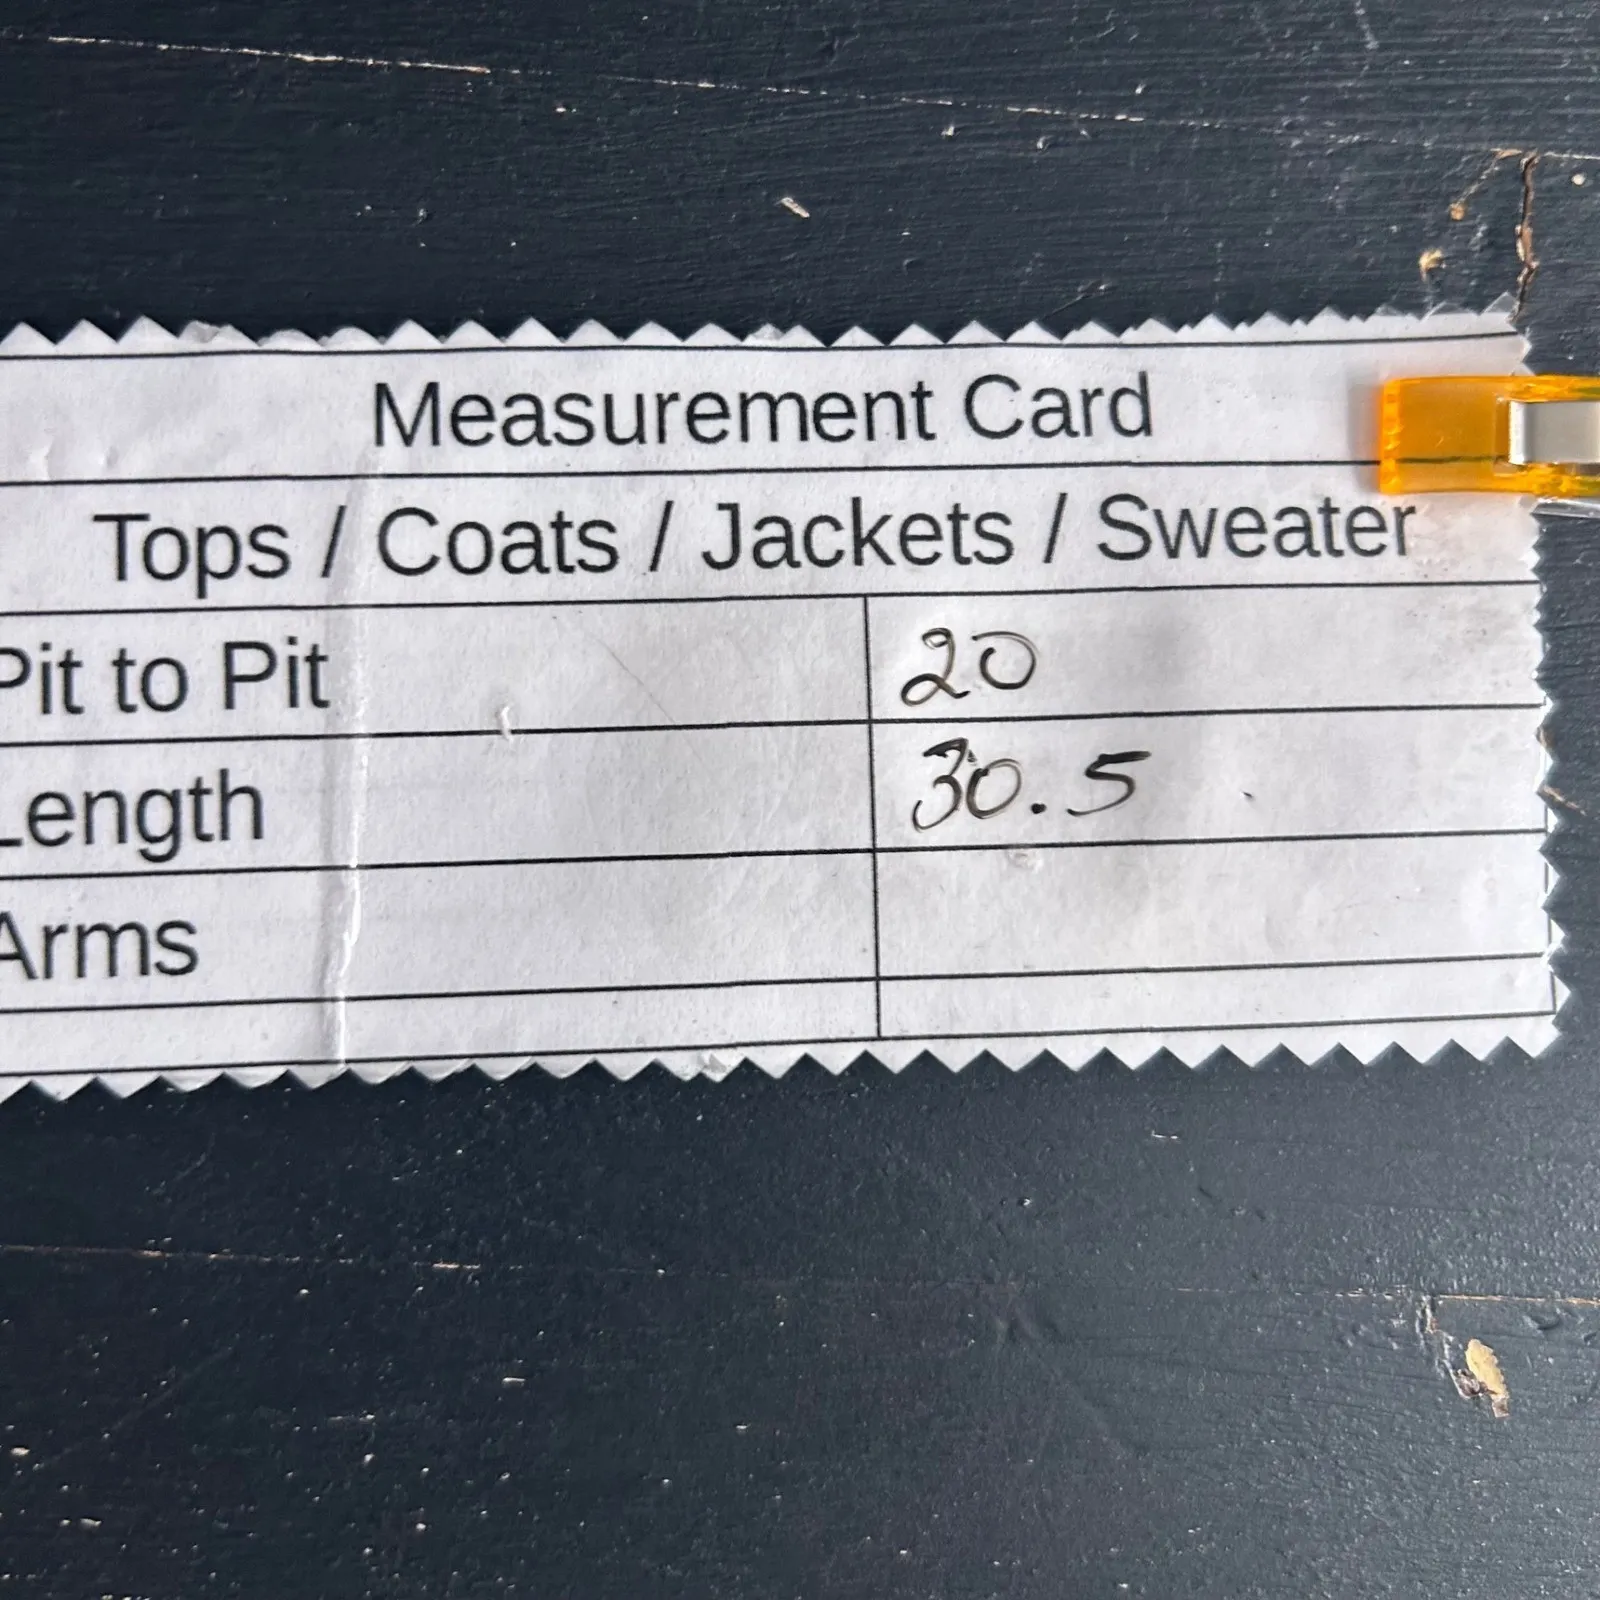 Measurement Card
Tops / Coats / Jackets / Sweater
Pit to Pit 20
Length 30.5
Arms